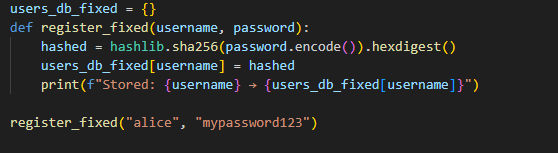 users_db_fixed = {}
def register_fixed(username, password):
    hashed = hashlib.sha256(password.encode()).hexdigest()
    users_db_fixed[username] = hashed
    print(f"Stored: {username} → {users_db_fixed[username]}")

register_fixed("alice", "mypassword123")